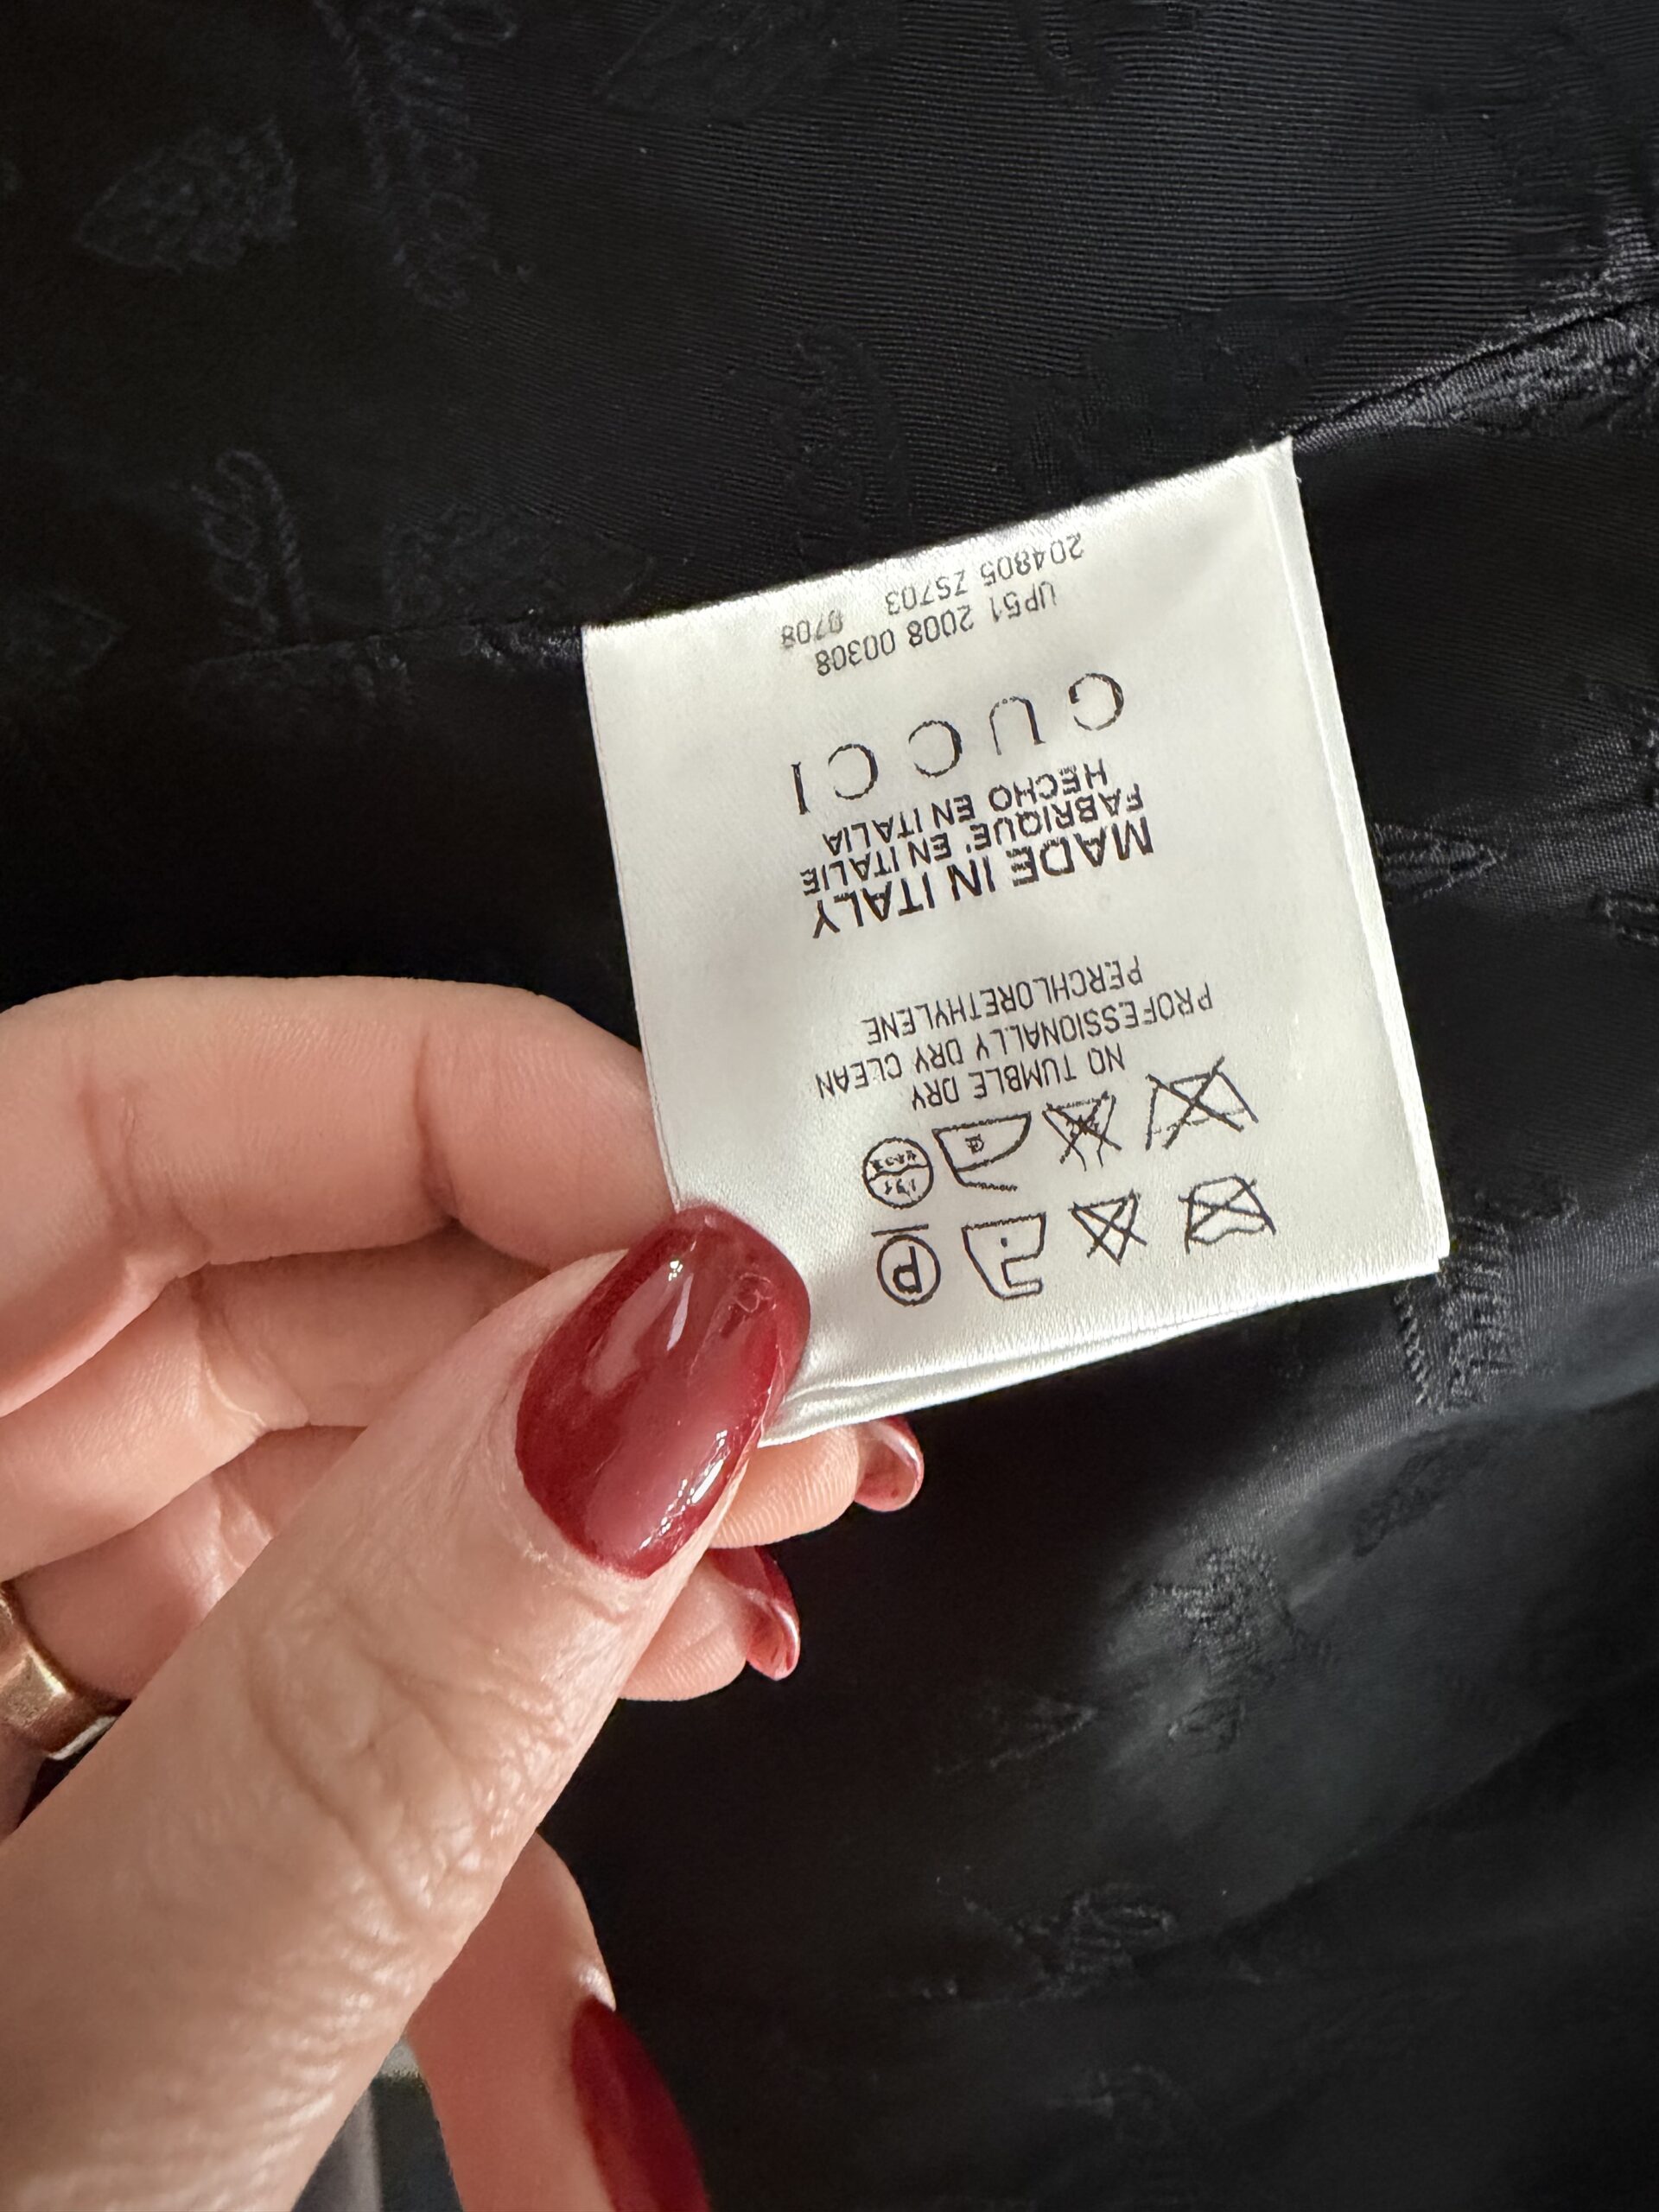 204805 ZS703 0708
UP51 2008 00308
GUCCI
HECHO EN ITALIA
FABRIQUE' EN ITALIE
MADE IN ITALY
PERCHLORETHYLENE
PROFESSIONALLY DRY CLEAN
NO TUMBLE DRY
P